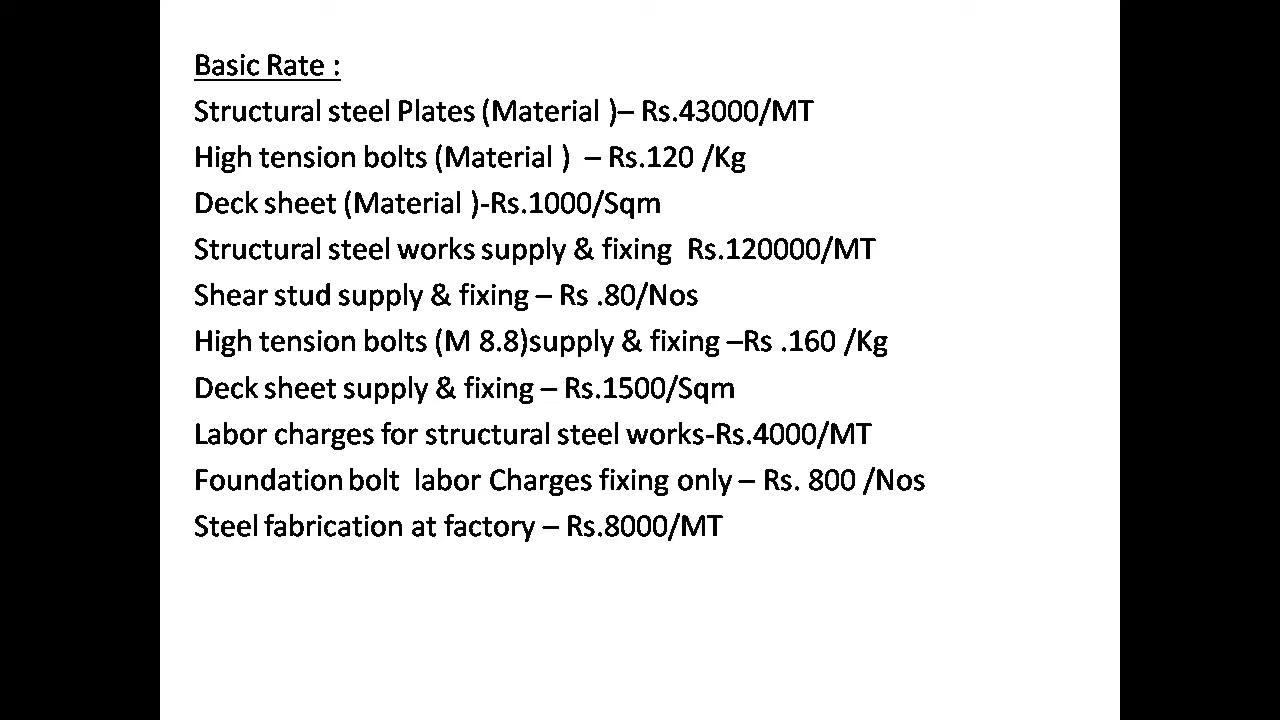 Basic Rate :
Structural steel Plates (Material )– Rs.43000/MT
High tension bolts (Material )  – Rs.120 /Kg
Deck sheet (Material )-Rs.1000/Sqm
Structural steel works supply & fixing  Rs.120000/MT
Shear stud supply & fixing – Rs .80/Nos
High tension bolts (M 8.8)supply & fixing –Rs .160 /Kg
Deck sheet supply & fixing – Rs.1500/Sqm
Labor charges for structural steel works-Rs.4000/MT
Foundation bolt  labor Charges fixing only – Rs. 800 /Nos
Steel fabrication at factory – Rs.8000/MT